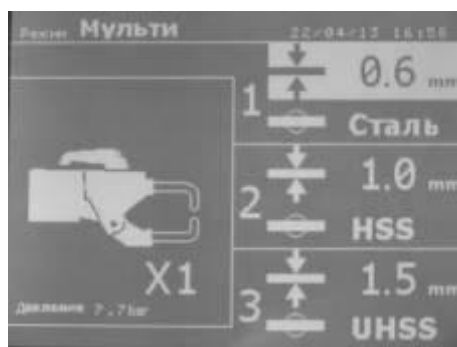 Режим Мульти 22/04/13 16:56
1 0.6 mm
Сталь
2 1.0 mm
HSS
X1
Давление 7.7bar
3 1.5 mm
UHSS